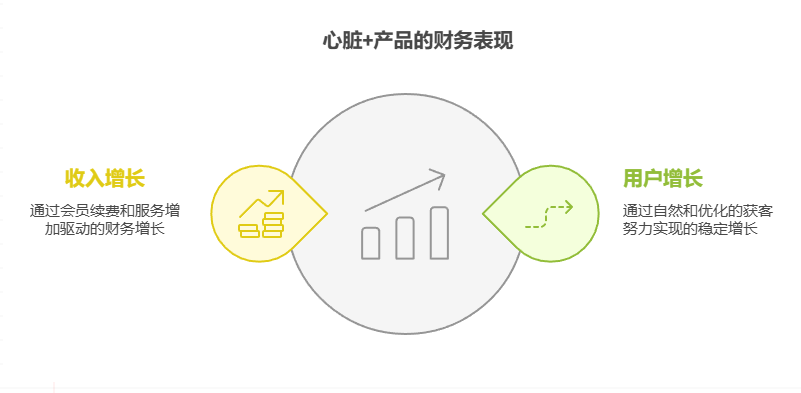 心脏+产品的财务表现
收入增长
通过会员续费和服务增
加驱动的财务增长
用户增长
通过自然和优化的获客
努力实现的稳定增长